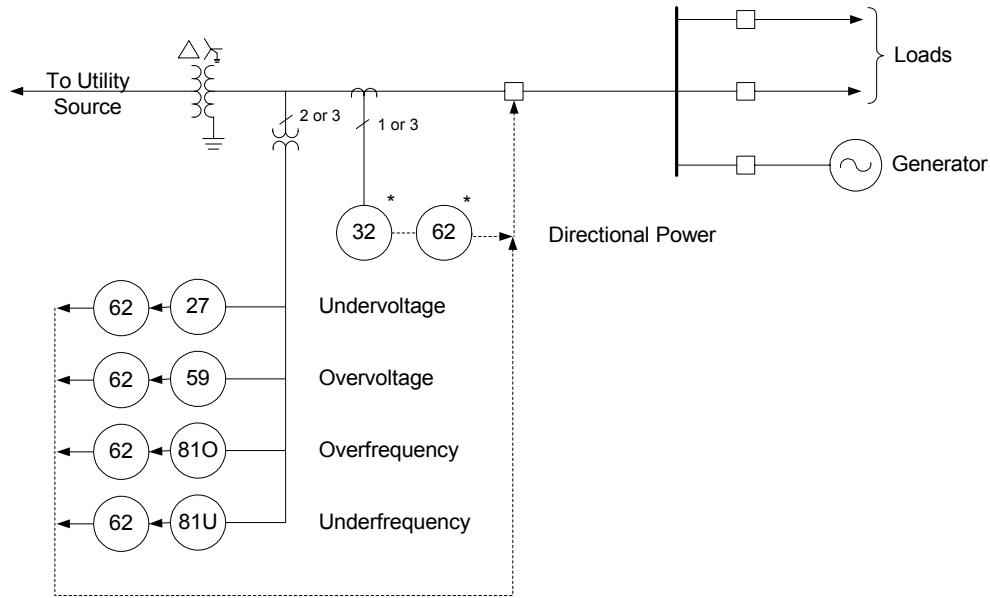 Loads
To Utility
Source
2 or 3
1 or 3
Generator
* *
32 62 Directional Power
62 27 Undervoltage
62 59 Overvoltage
62 81O Overfrequency
62 81U Underfrequency